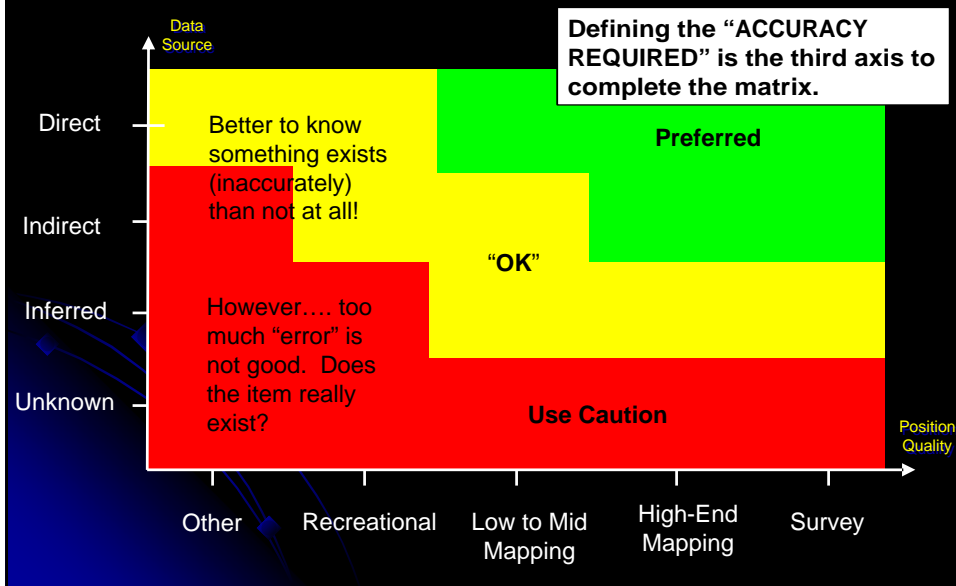 Data
Source
Defining the “ACCURACY
REQUIRED” is the third axis to
complete the matrix.
Direct
Better to know
something exists
(inaccurately)
than not at all!
Preferred
Indirect
“OK”
Inferred
However…. too
much “error” is
not good.  Does
the item really
exist?
Unknown
Use Caution
Position
Quality
Other
Recreational
Low to Mid
Mapping
High-End
Mapping
Survey